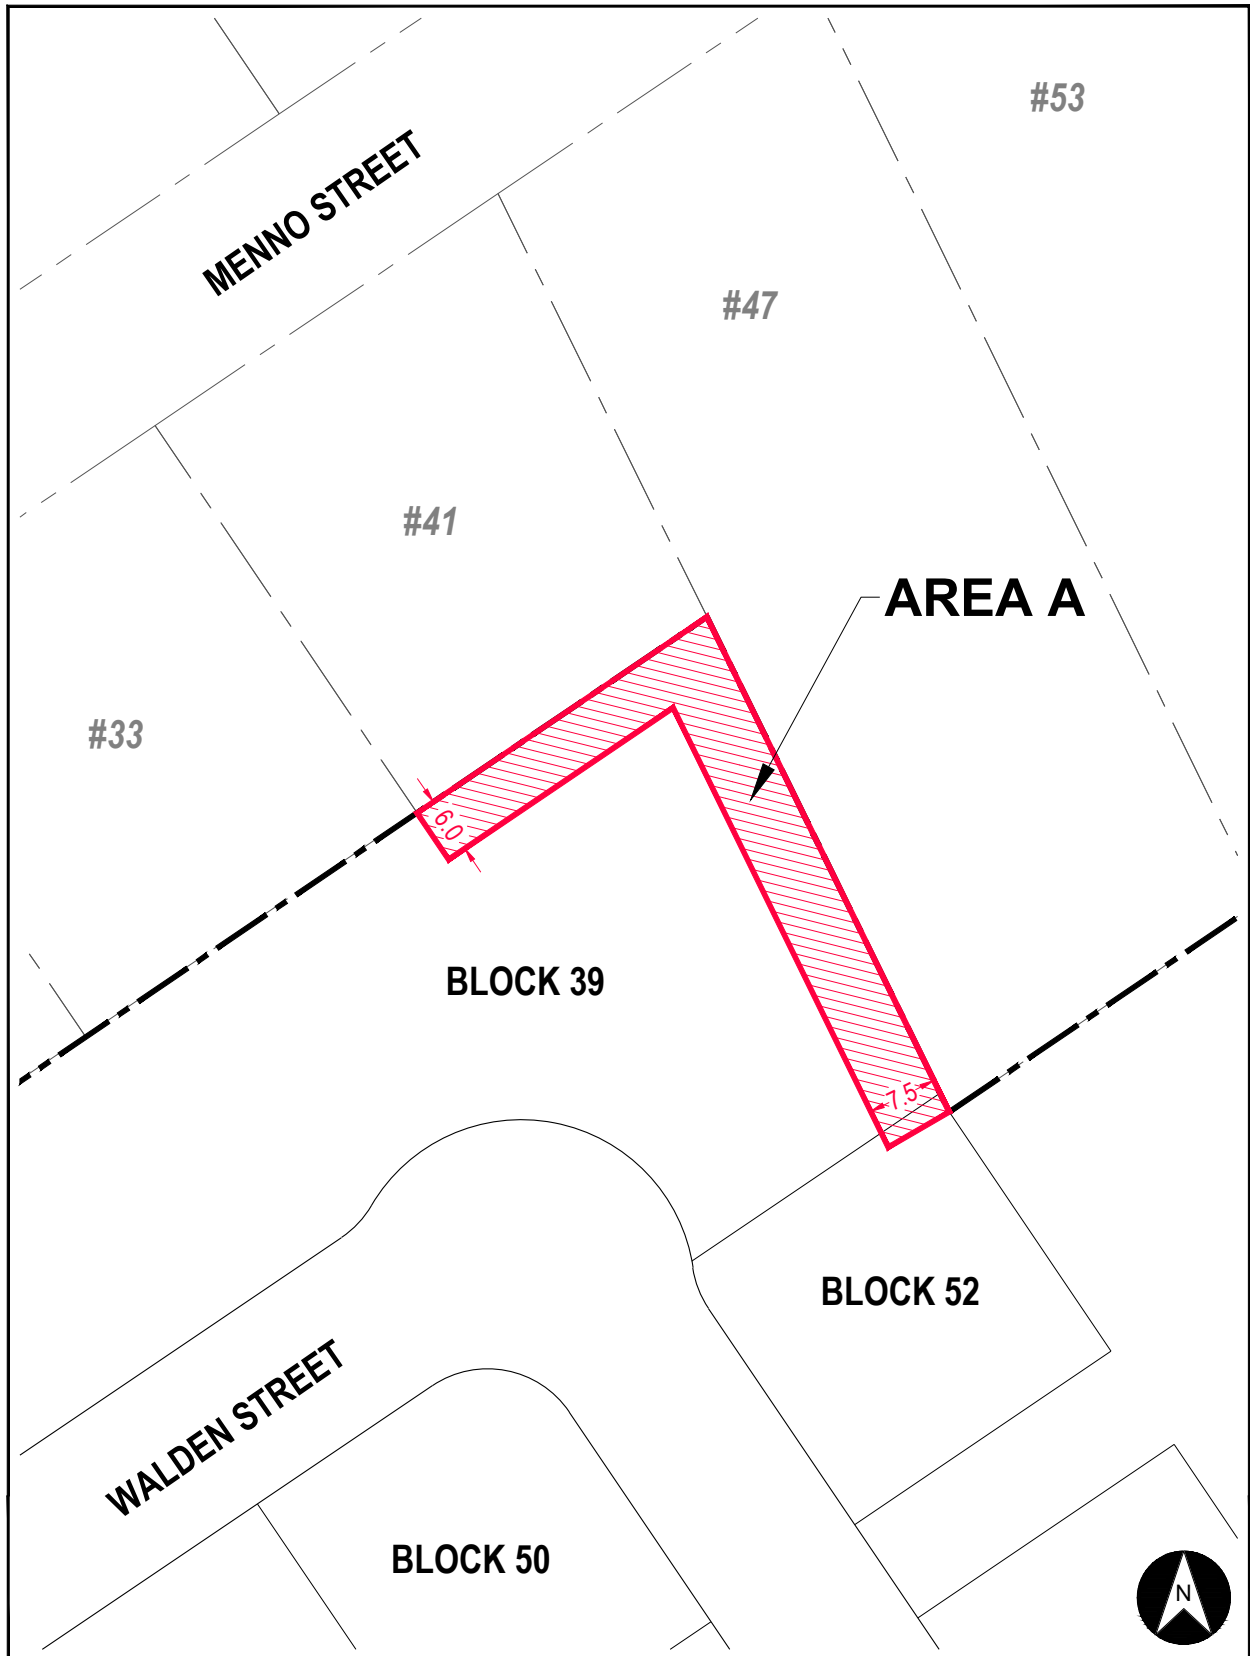 #53
MENNO STREET
#47
#41
AREA A
#33
6.0
BLOCK 39
7.5
BLOCK 52
WALDEN STREET
BLOCK 50
N